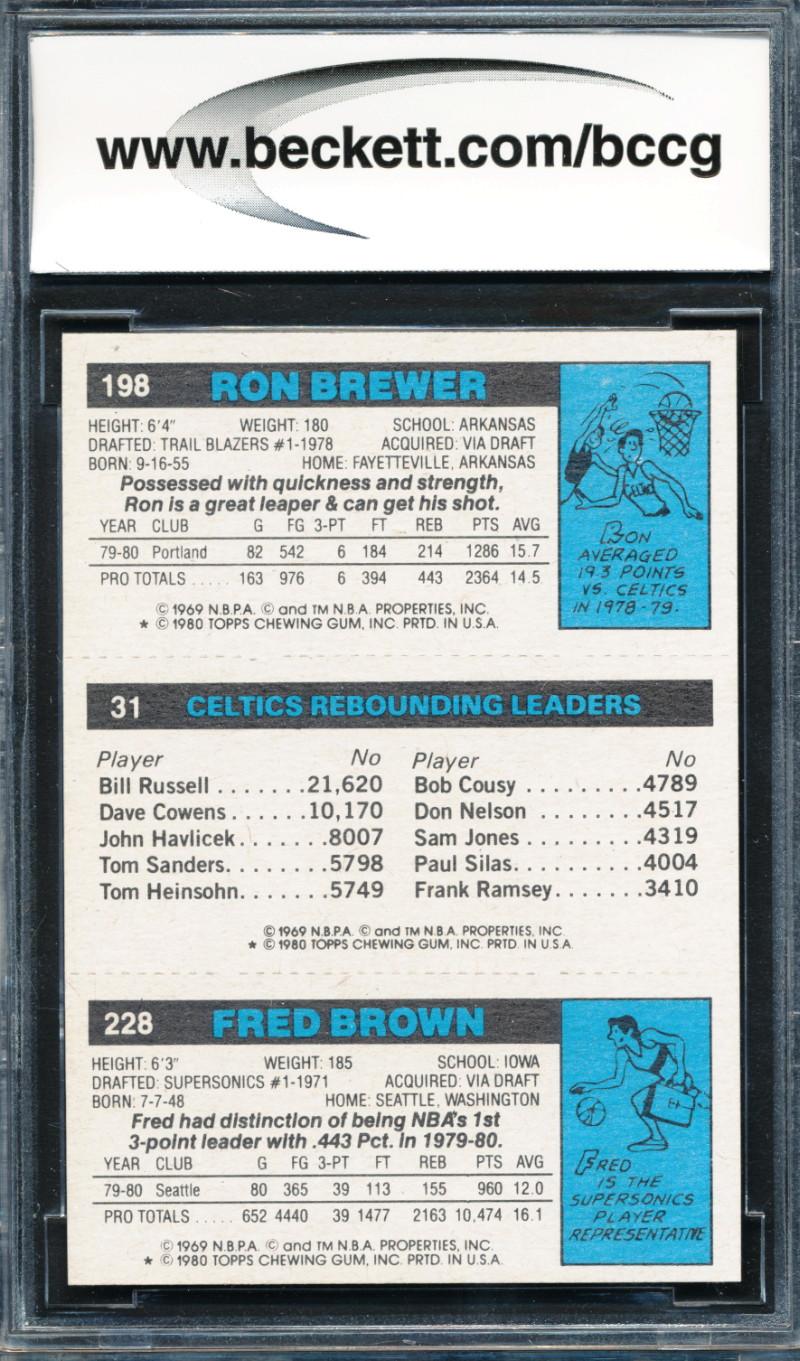 www.beckett.com/bccg
198 RON BREWER
HEIGHT: 6'4" WEIGHT: 180 SCHOOL: ARKANSAS
DRAFTED: TRAIL BLAZERS #1-1978 ACQUIRED: VIA DRAFT
BORN: 9-16-55 HOME: FAYETTEVILLE, ARKANSAS
Possessed with quickness and strength,
Ron is a great leaper & can get his shot.
YEAR CLUB G FG 3-PT FT REB PTS AVG
79-80 Portland 82 542 6 184 214 1286 15.7
PRO TOTALS ..... 163 976 6 394 443 2364 14.5
© 1969 N.B.P.A. © and TM N.B.A. PROPERTIES, INC.
* © 1980 TOPPS CHEWING GUM, INC. PRTD. IN U.S.A.
CELTICS
RON
AVERAGED
19.3 POINTS
VS. CELTICS
IN 1978-79.
31 CELTICS REBOUNDING LEADERS
Player No Player No
Bill Russell .......21,620 Bob Cousy .........4789
Dave Cowens......10,170 Don Nelson ........4517
John Havlicek.......8007 Sam Jones .........4319
Tom Sanders........5798 Paul Silas..........4004
Tom Heinsohn.......5749 Frank Ramsey.......3410
© 1969 N.B.P.A. © and TM N.B.A. PROPERTIES, INC.
* © 1980 TOPPS CHEWING GUM, INC. PRTD. IN U.S.A.
228 FRED BROWN
HEIGHT: 6'3" WEIGHT: 185 SCHOOL: IOWA
DRAFTED: SUPERSONICS #1-1971 ACQUIRED: VIA DRAFT
BORN: 7-7-48 HOME: SEATTLE, WASHINGTON
Fred had distinction of being NBA's 1st
3-point leader with .443 Pct. in 1979-80.
YEAR CLUB G FG 3-PT FT REB PTS AVG
79-80 Seattle 80 365 39 113 155 960 12.0
PRO TOTALS ..... 652 4440 39 1477 2163 10,474 16.1
© 1969 N.B.P.A. © and TM N.B.A. PROPERTIES, INC.
* © 1980 TOPPS CHEWING GUM, INC. PRTD. IN U.S.A.
FRED
IS THE
SUPERSONICS
PLAYER
REPRESENTATIVE